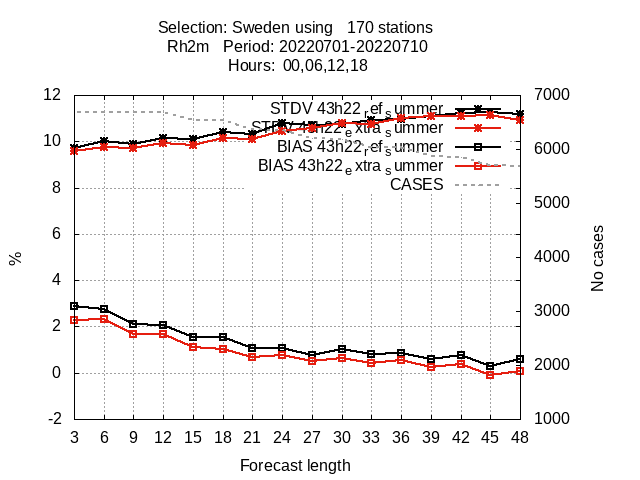 Selection: Sweden using 170 stations
Rh2m Period: 20220701-20220710
Hours: 00,06,12,18
STDV 43h22_ref_summer
STDV 43h22_extra_summer
BIAS 43h22_ref_summer
BIAS 43h22_extra_summer
CASES
12
10
8
6
4
2
0
-2
%
7000
6000
5000
4000
3000
2000
1000
No cases
3 6 9 12 15 18 21 24 27 30 33 36 39 42 45 48
Forecast length